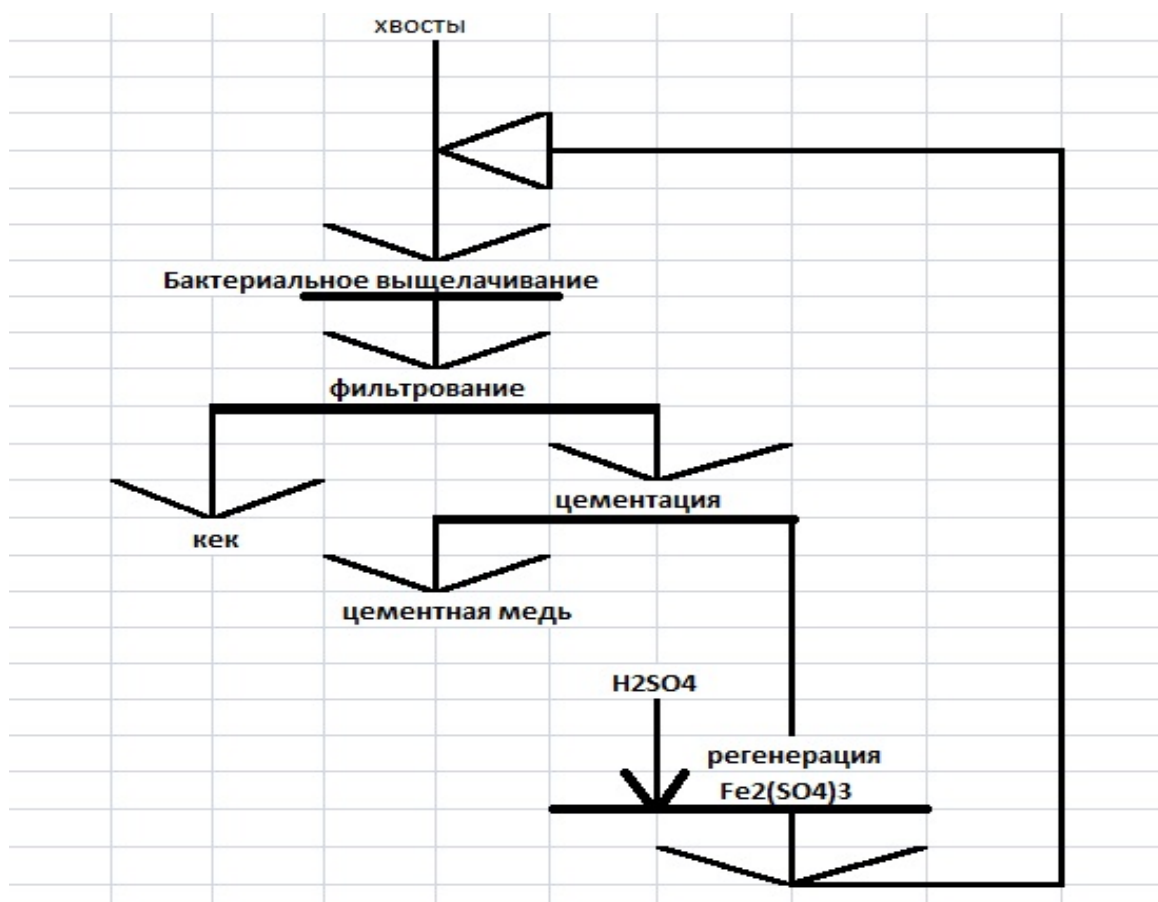 хвосты
Бактериальное выщелачивание
фильтрование
цементация
кек
цементная медь
H2SO4
регенерация
Fe2(SO4)3